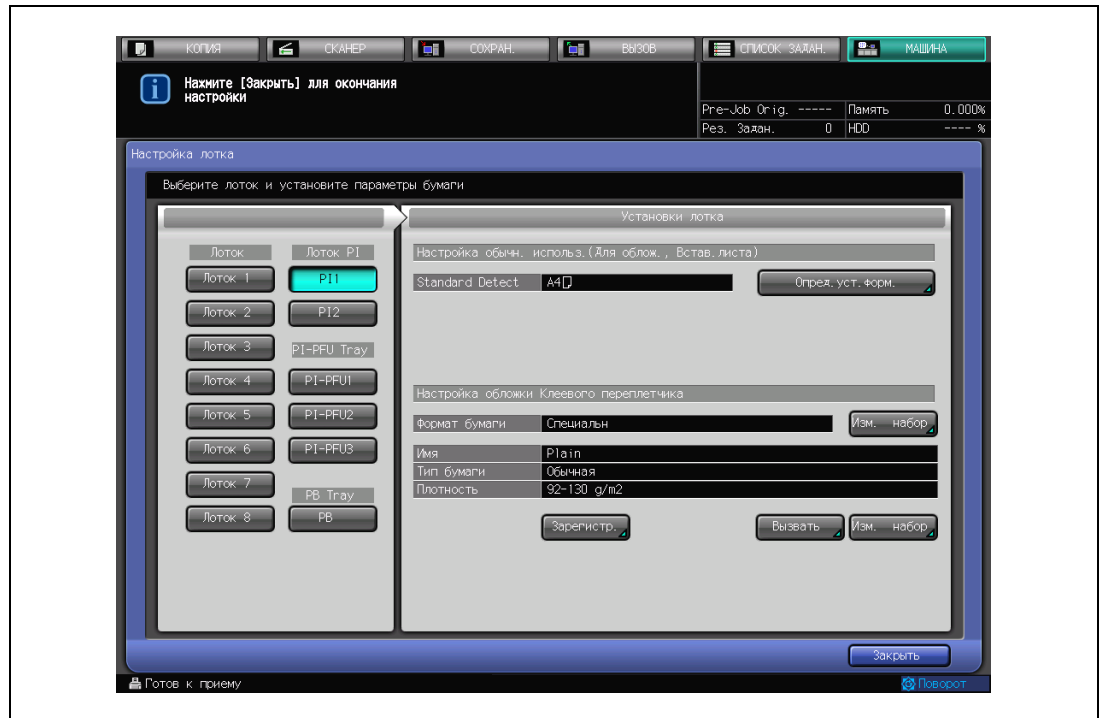 КОПИЯ СКАНЕР СОХРАН. ВЫЗОВ СПИСОК ЗАДАН. МАШИНА
Нажмите [Закрыть] для окончания
настройки
Pre-Job Orig. ----- Память 0.000%
Рез. Задан. 0 HDD ---- %
Настройка лотка
Выберите лоток и установите параметры бумаги
Установки лотка
Лоток Лоток PI
Лоток 1 PI1
Лоток 2 PI2
Лоток 3 PI-PFU Tray
Лоток 4 PI-PFU1
Лоток 5 PI-PFU2
Лоток 6 PI-PFU3
Лоток 7 PB Tray
Лоток 8 PB
Настройка обычн. использ.(Для облож., Встав.листа)
Standard Detect A4 Опред.уст.форм.
Настройка обложки Клеевого переплетчика
Формат бумаги Специальн Изм. набор
Имя Plain
Тип бумаги Обычная
Плотность 92-130 g/m2
Зарегистр. Вызвать Изм. набор
Закрыть
Готов к приему Поворот